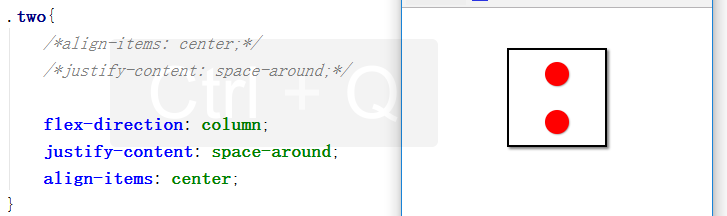 .two{
/*align-items: center;*/
/*justify-content: space-around;*/
Ctrl + Q
flex-direction: column;
justify-content: space-around;
align-items: center;
}